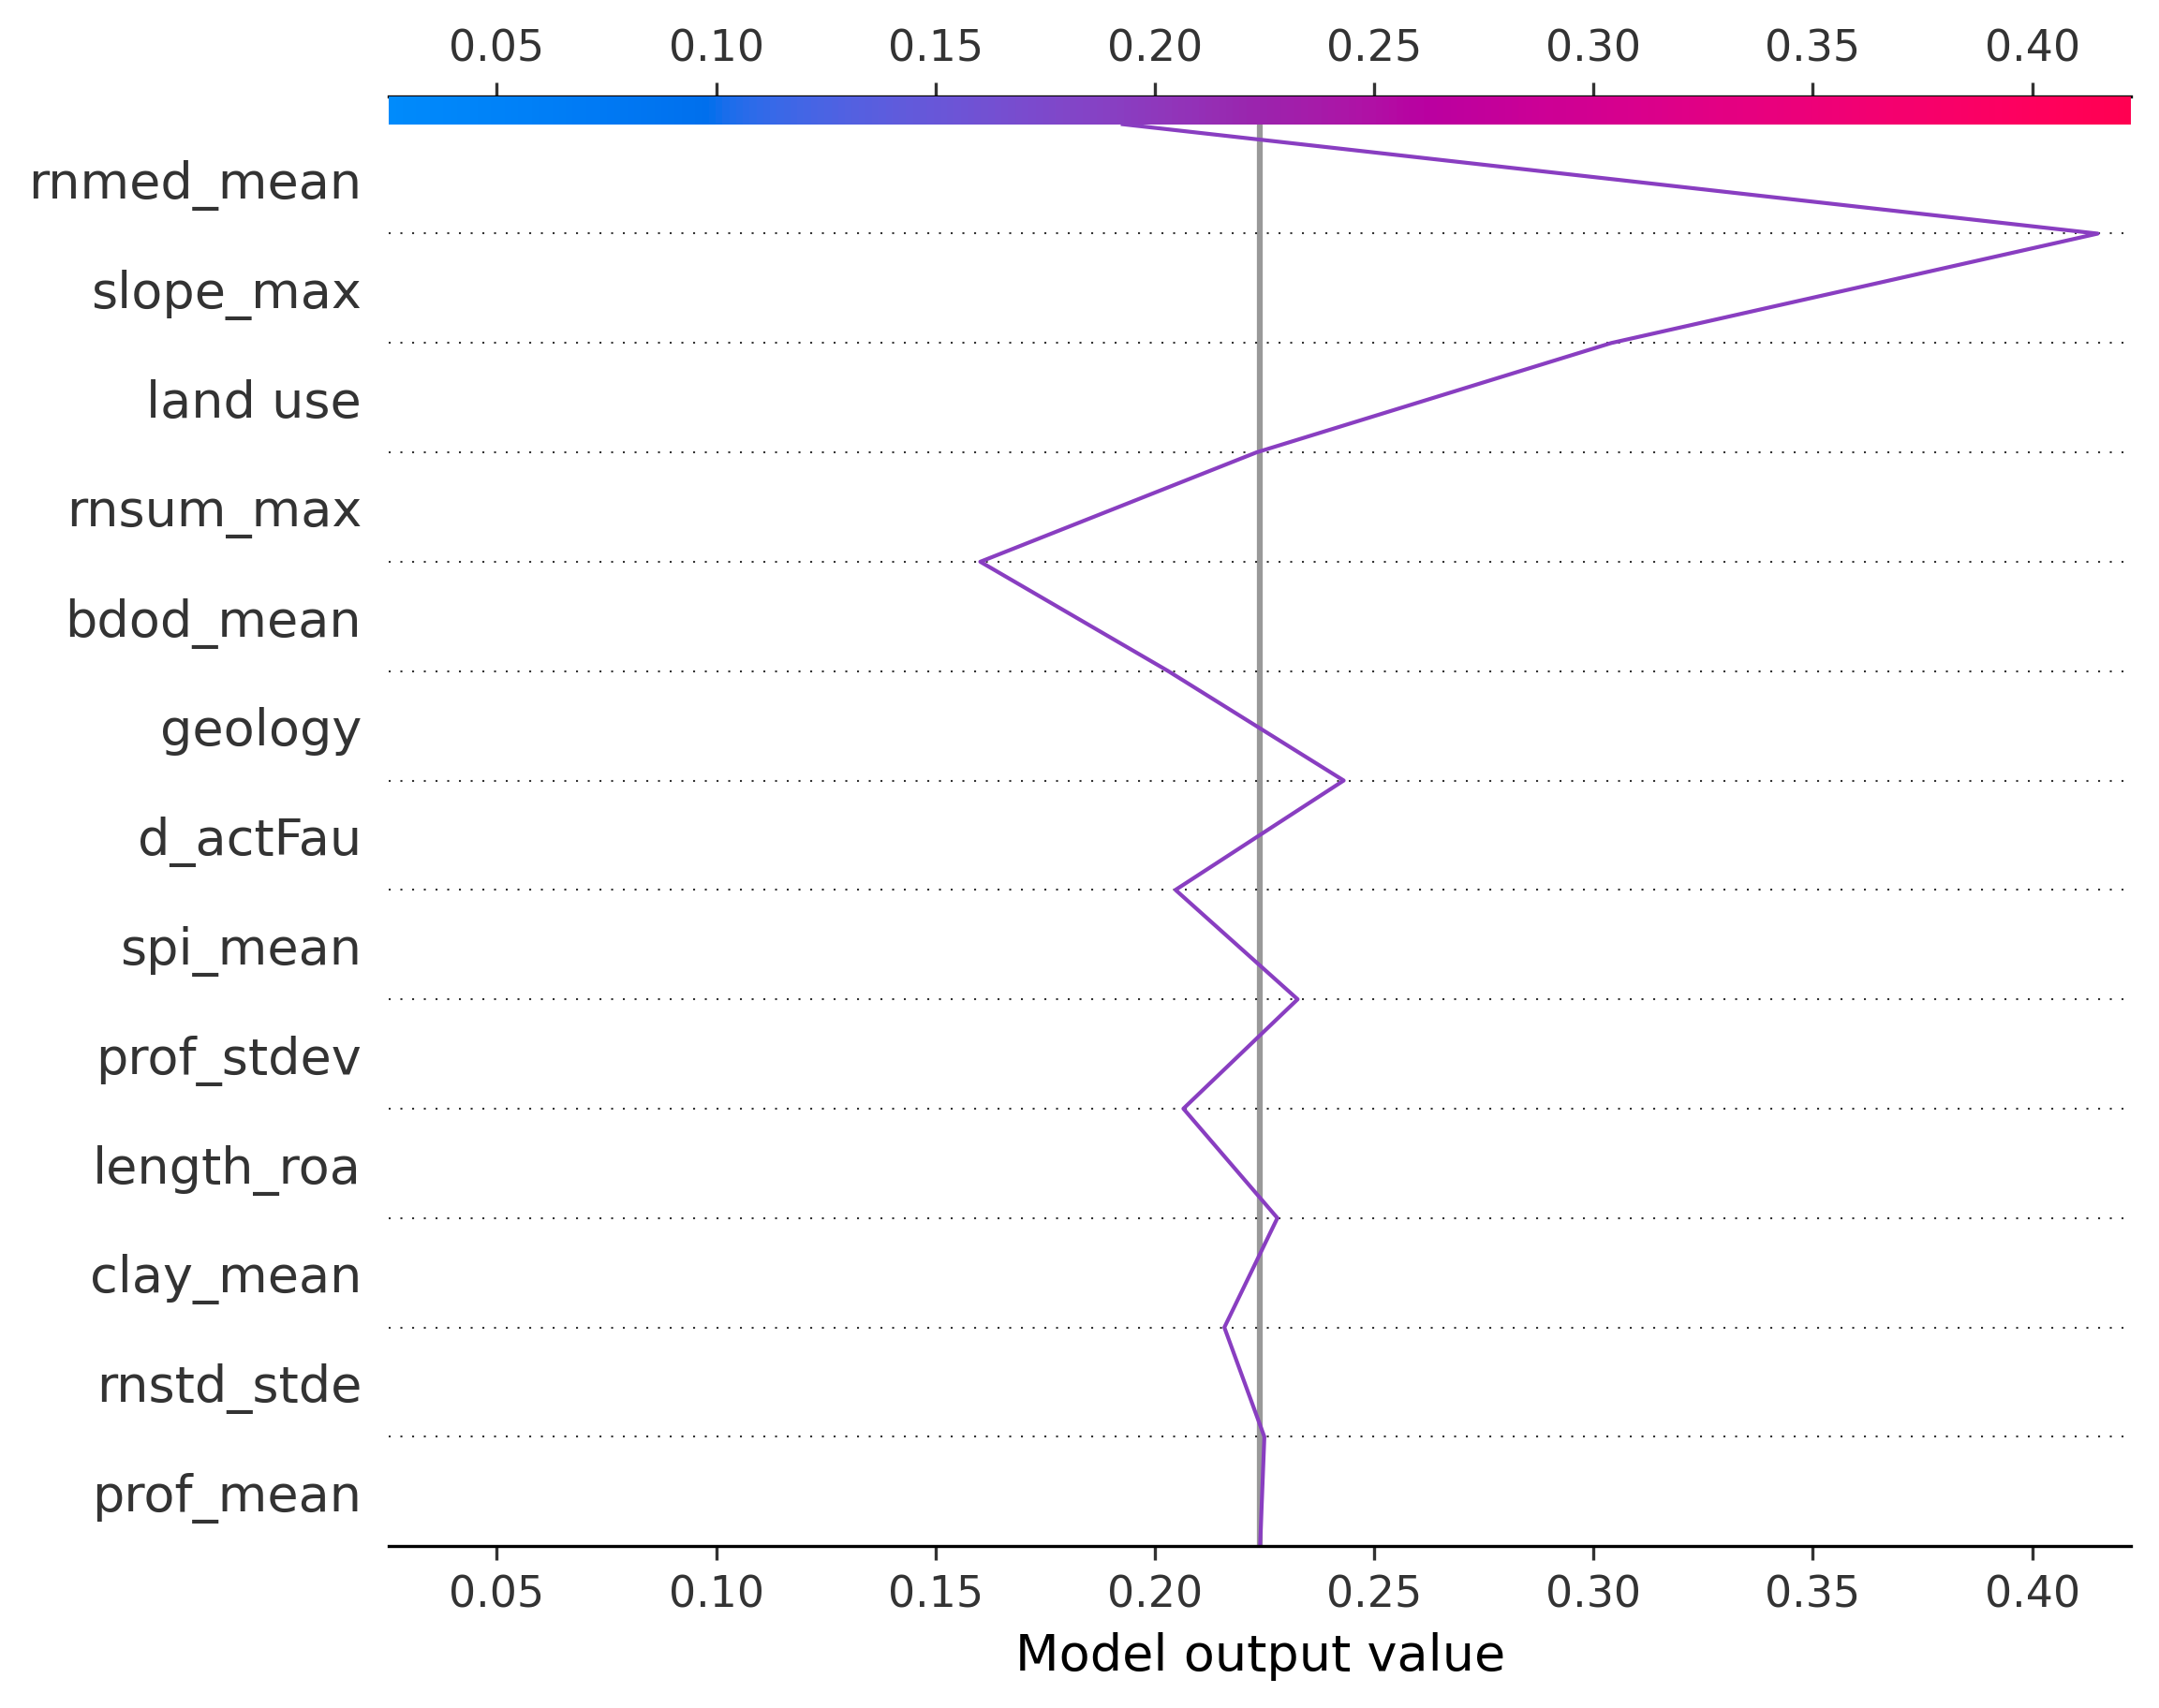 0.05 0.10 0.15 0.20 0.25 0.30 0.35 0.40
rnmed_mean
slope_max
land use
rnsum_max
bdod_mean
geology
d_actFau
spi_mean
prof_stdev
length_roa
clay_mean
rnstd_stde
prof_mean
0.05 0.10 0.15 0.20 0.25 0.30 0.35 0.40
Model output value